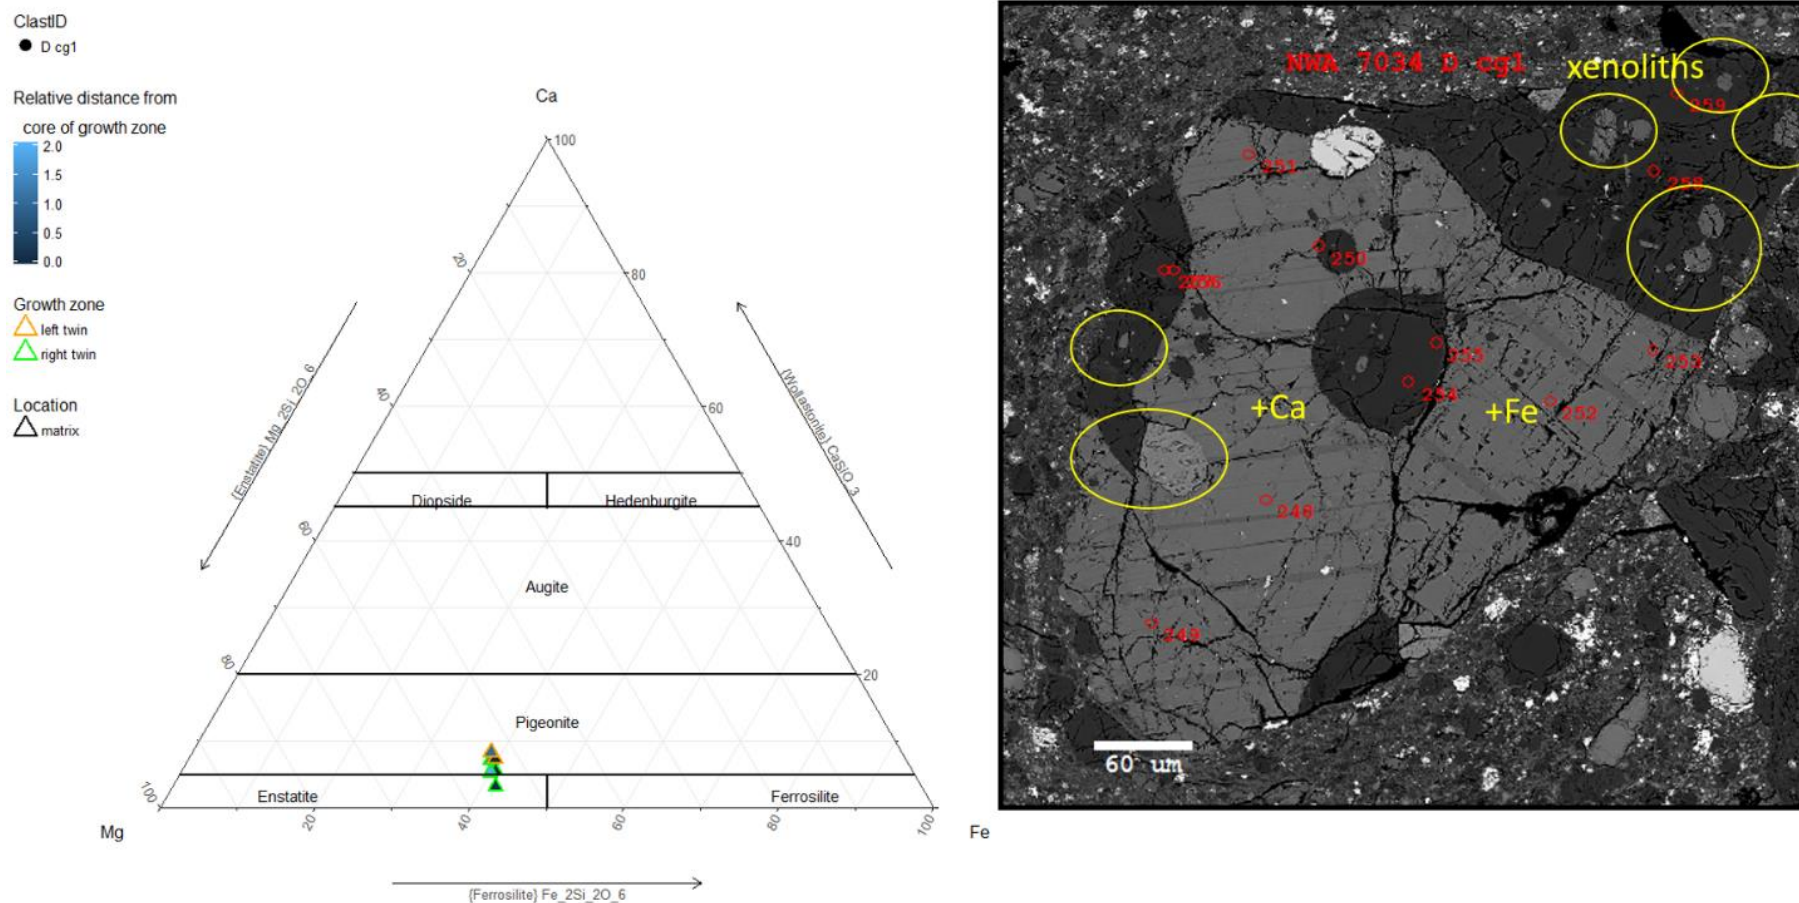 ClastID
D cg1
Relative distance from
core of growth zone
2.0
1.5
1.0
0.5
0.0
Growth zone
left twin
right twin
Location
matrix
Ca
100
80
60
40
20
20
40
60
80
100
{Enstatite} Mg_2Si_2O_6
{Wollastonite} CaSiO_3
Diopside
Hedenburgite
Augite
Pigeonite
Enstatite
Ferrosilite
20
40
60
80
100
Mg
Fe
{Ferrosilite} Fe_2Si_2O_6
NWA 7034 D cg1
xenoliths
259
251
258
250
253
254
+Ca
+Fe
252
248
249
60 um